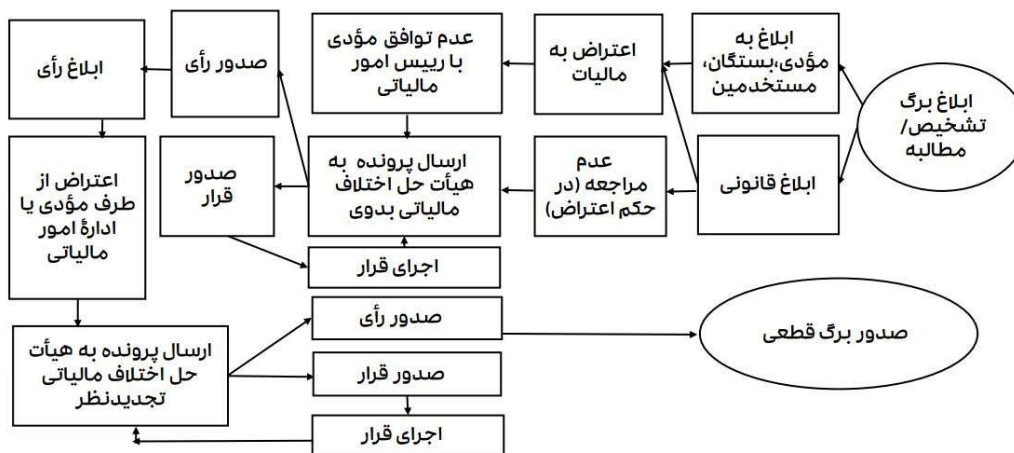 ابلاغ برگ
تشخیص/
مطالبه
ابلاغ به
مؤدی،بستگان،
مستخدمین
اعتراض به
مالیات
عدم توافق مؤدی
با رییس امور
مالیاتی
صدور رأی
ابلاغ رأی
ابلاغ قانونی
عدم
مراجعه (در
حکم اعتراض)
ارسال پرونده به
هیأت حل اختلاف
مالیاتی بدوی
صدور
قرار
اعتراض از
طرف مؤدی یا
ادارۀ امور
مالیاتی
اجرای قرار
صدور رأی
صدور برگ قطعی
ارسال پرونده به هیأت
حل اختلاف مالیاتی
تجدیدنظر
صدور قرار
اجرای قرار